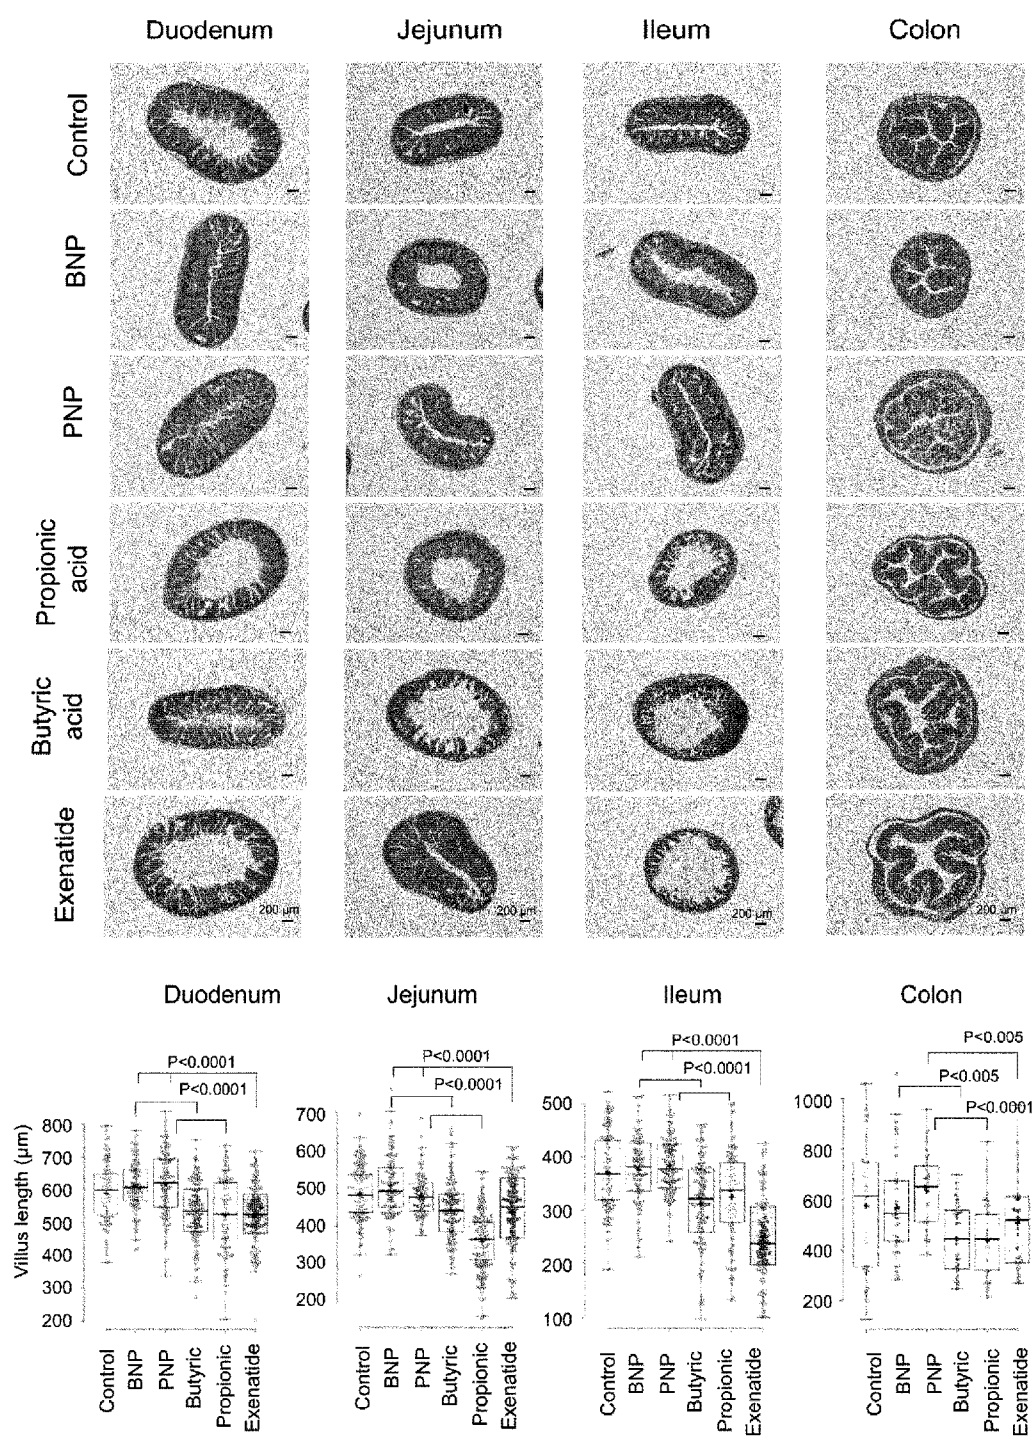 Duodenum Jejunum Ileum Colon
Control
BNP
PNP
Propionic
acid
Butyric
acid
Exenatide
200 µm 200 µm 200 µm 200 µm
Duodenum Jejunum Ileum Colon
Villus length (µm)
P<0.0001
P<0.0001
800
700
600
500
400
300
200
Control BNP PNP Butyric Propionic Exenatide
P<0.0001
P<0.0001
700
600
500
400
300
200
Control BNP PNP Butyric Propionic Exenatide
P<0.0001
P<0.0001
500
400
300
200
100
Control BNP PNP Butyric Propionic Exenatide
P<0.005
P<0.005
P<0.0001
1000
800
600
400
200
Control BNP PNP Butyric Propionic Exenatide